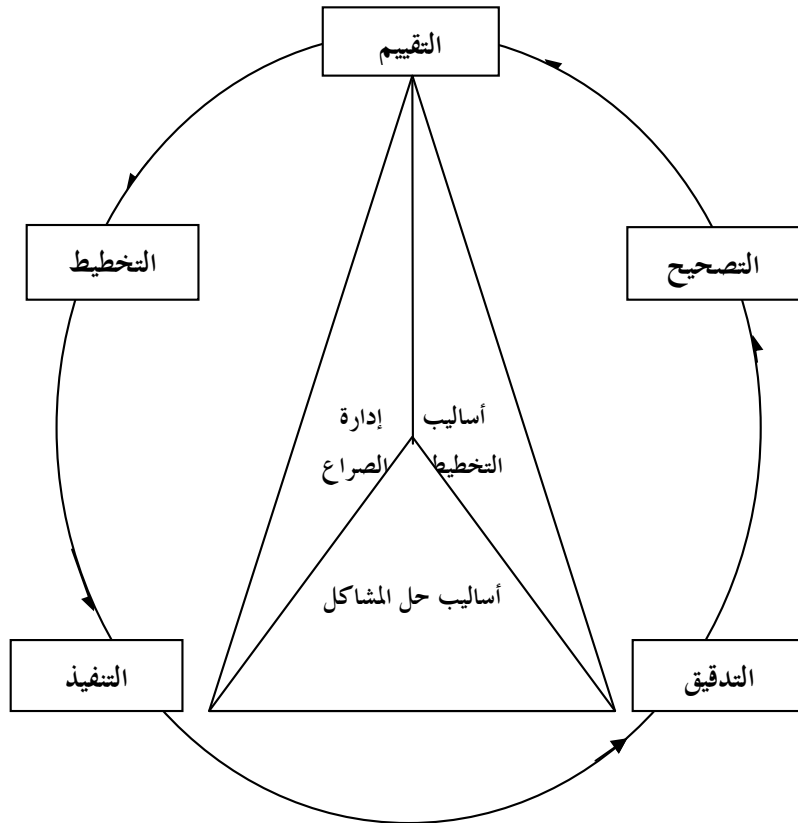 التقييم
التصحيح
التخطيط
أساليب
التخطيط
إدارة
الصراع
أساليب حل المشاكل
التدقيق
التنفيذ